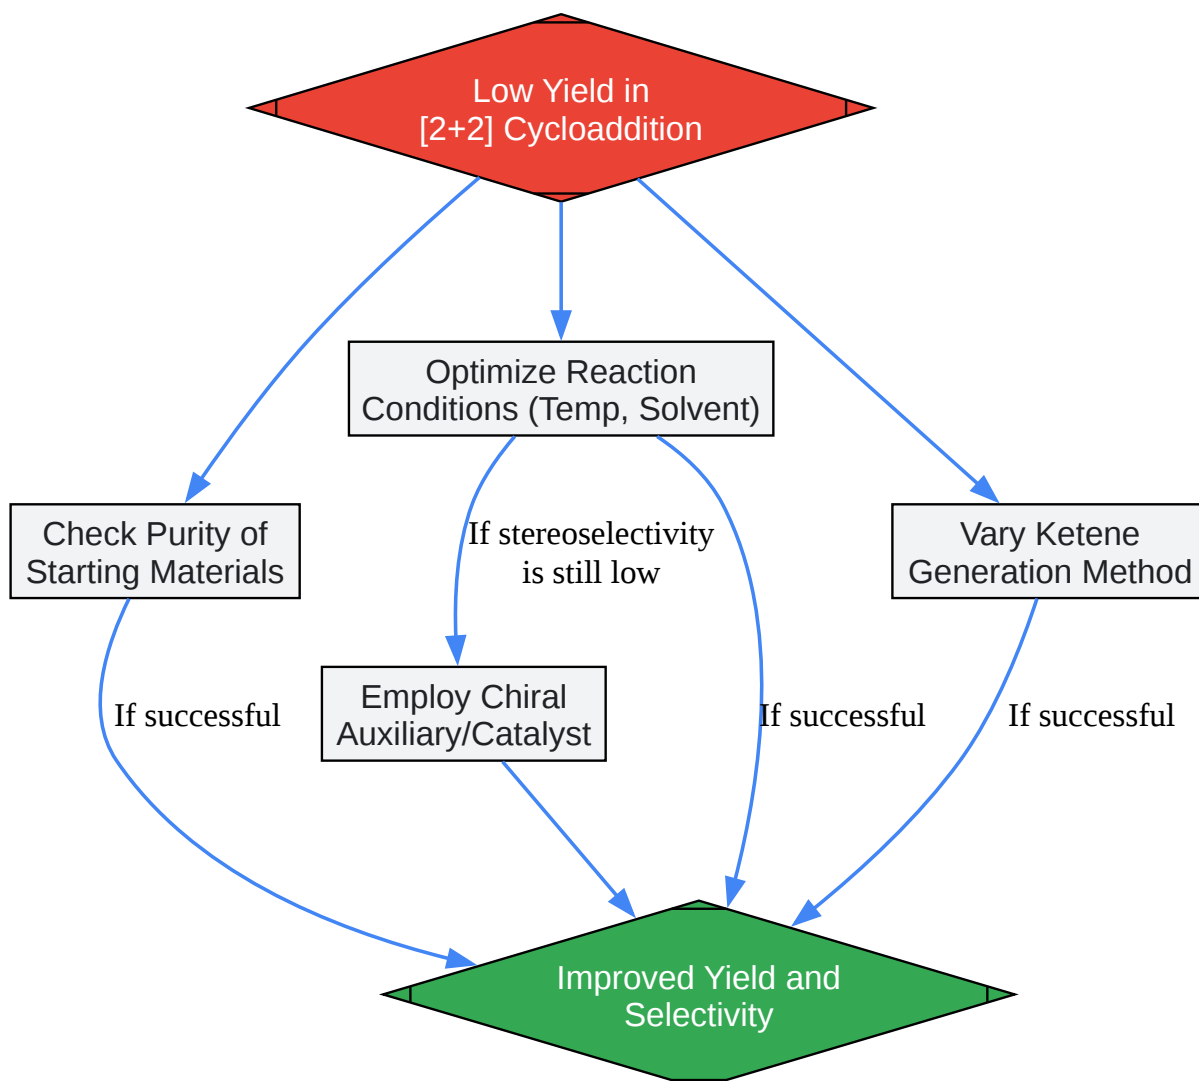 Low Yield in
[2+2] Cycloaddition
Optimize Reaction
Conditions (Temp, Solvent)
Check Purity of
Starting Materials
Vary Ketene
Generation Method
If stereoselectivity
is still low
Employ Chiral
Auxiliary/Catalyst
If successful
If successful
If successful
Improved Yield and
Selectivity